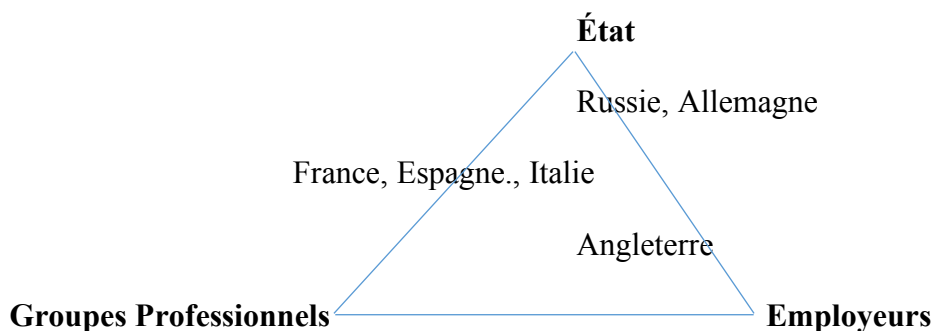 État
Russie, Allemagne
France, Espagne., Italie
Angleterre
Groupes Professionnels
Employeurs